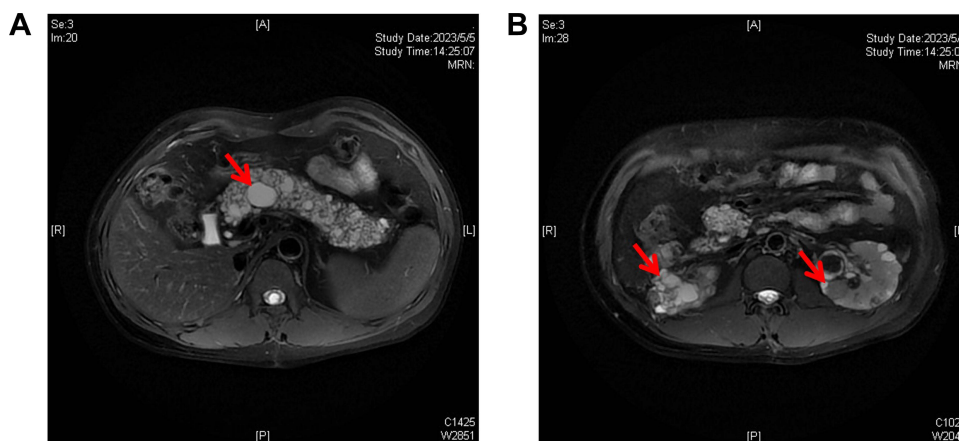 A
Se:3
Im:20
[A]
.
Study Date:2023/5/5
Study Time:14:25:07
MRN:
[R]
[L]
[P]
C1425
W2851
B
Se:3
Im:28
[A]
Study Date:2023/5/
Study Time:14:25:0
MRN:
[R]
[P]
C102
W204